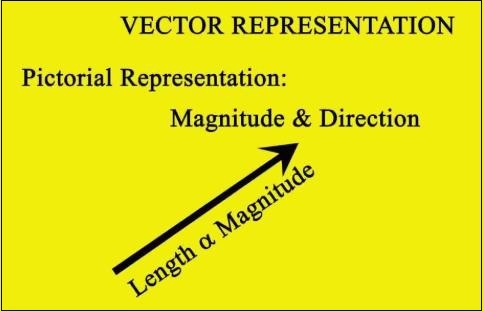 VECTOR REPRESENTATION
Pictorial Representation:
Magnitude & Direction
Length α Magnitude